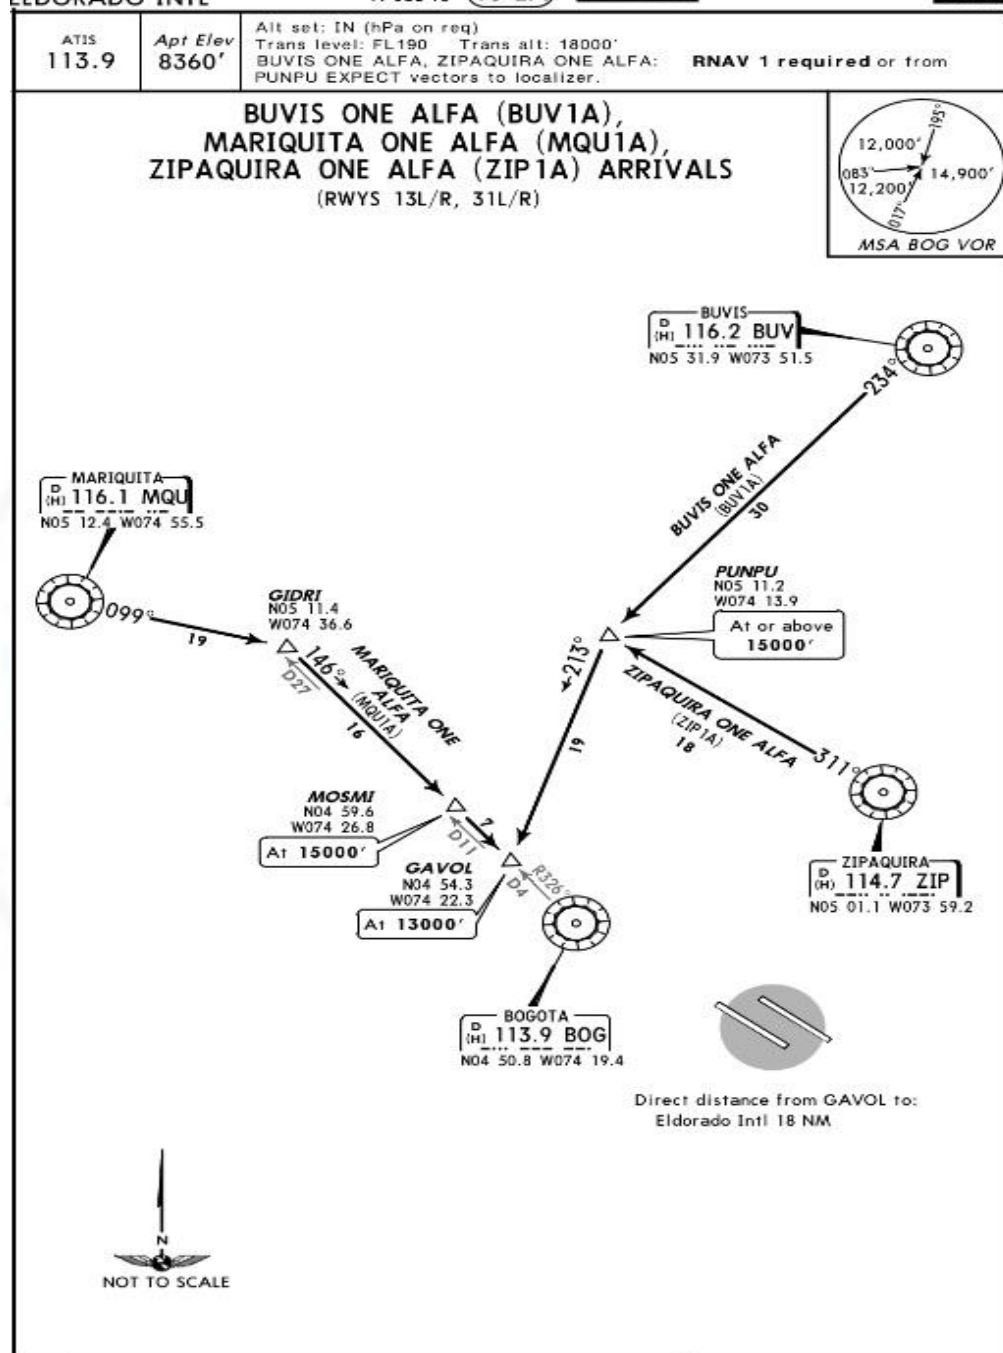 ELDORADO INTL
ATIS
113.9
Apt Elev
8360'
Alt set: IN (hPa on req)
Trans level: FL190 Trans alt: 18000'
BUVIS ONE ALFA, ZIPAQUIRA ONE ALFA:
PUNPU EXPECT vectors to localizer.
RNAV 1 required or from
BUVIS ONE ALFA (BUV1A),
MARIQUITA ONE ALFA (MQU1A),
ZIPAQUIRA ONE ALFA (ZIP1A) ARRIVALS
(RWYS 13L/R, 31L/R)
195°
12,000'
083°
14,900'
12,200'
017°
MSA BOG VOR
BUVIS
D
(H) 116.2 BUV
N05 31.9 W073 51.5
234°
BUVIS ONE ALFA
(BUV1A)
30
MARIQUITA
D
(H) 116.1 MQU
N05 12.4 W074 55.5
099°
19
GIDRI
N05 11.4
W074 36.6
D27
146°
MARIQUITA ONE
ALFA
(MQU1A)
16
PUNPU
N05 11.2
W074 13.9
At or above
15000'
213°
19
ZIPAQUIRA ONE ALFA
(ZIP1A)
18
311°
MOSMI
N04 59.6
W074 26.8
At 15000'
D11
7
GAVOL
N04 54.3
W074 22.3
At 13000'
D4
R326°
ZIPAQUIRA
D
(H) 114.7 ZIP
N05 01.1 W073 59.2
BOGOTA
D
(H) 113.9 BOG
N04 50.8 W074 19.4
Direct distance from GAVOL to:
Eldorado Intl 18 NM
N
NOT TO SCALE